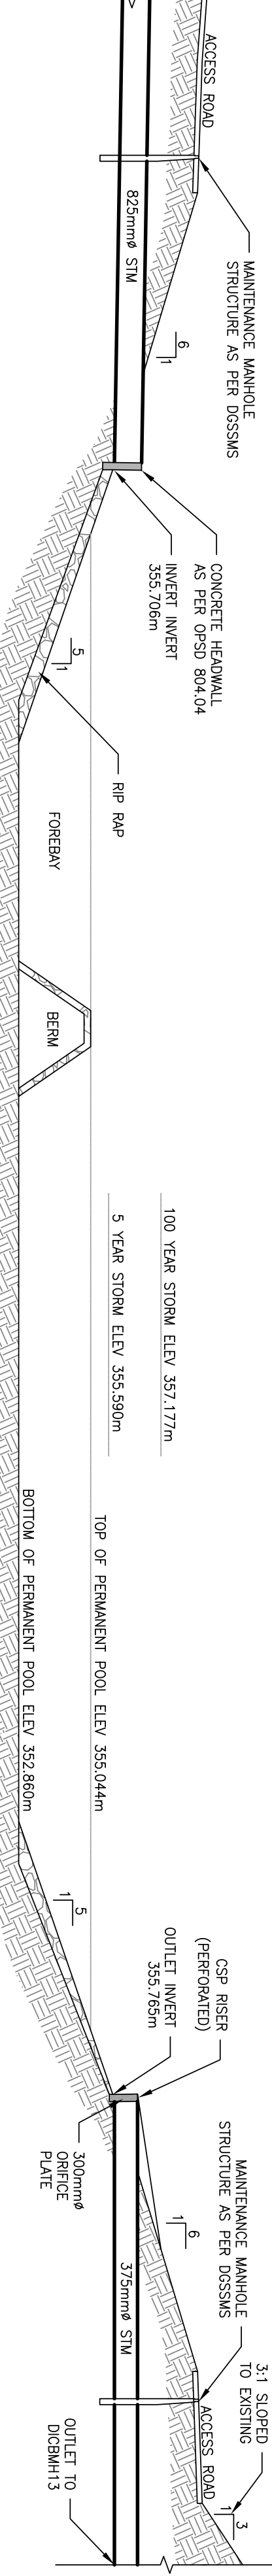 ACCESS ROAD
MAINTENANCE MANHOLE
STRUCTURE AS PER DGSSMS
825mmø STM
6
1
CONCRETE HEADWALL
AS PER OPSD 804.04
INVERT INVERT
355.706m
5
1
RIP RAP
FOREBAY
BERM
100 YEAR STORM ELEV 357.177m
5 YEAR STORM ELEV 355.590m
TOP OF PERMANENT POOL ELEV 355.044m
BOTTOM OF PERMANENT POOL ELEV 352.860m
5
1
CSP RISER
(PERFORATED)
OUTLET INVERT
355.765m
300mmø
ORIFICE
PLATE
6
1
375mmø STM
MAINTENANCE MANHOLE
STRUCTURE AS PER DGSSMS
ACCESS ROAD
3:1 SLOPED
TO EXISTING
3
1
OUTLET TO
DICBMH13